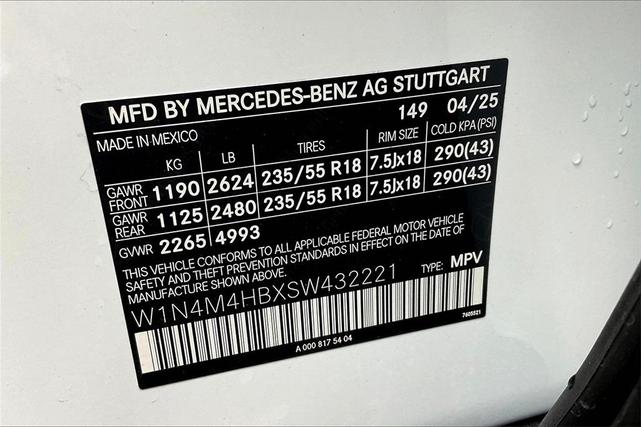 MFD BY MERCEDES-BENZ AG STUTTGART
MADE IN MEXICO 149 04/25
KG LB TIRES RIM SIZE COLD KPA(PSI)
GAWR FRONT 1190 2624 235/55 R18 7.5Jx18 290(43)
GAWR REAR 1125 2480 235/55 R18 7.5Jx18 290(43)
GVWR 2265 4993
THIS VEHICLE CONFORMS TO ALL APPLICABLE FEDERAL MOTOR VEHICLE
SAFETY AND THEFT PREVENTION STANDARDS IN EFFECT ON THE DATE OF
MANUFACTURE SHOWN ABOVE.
W1N4M4HBXSW432221 TYPE: MPV
A 000 817 54 04 7605521